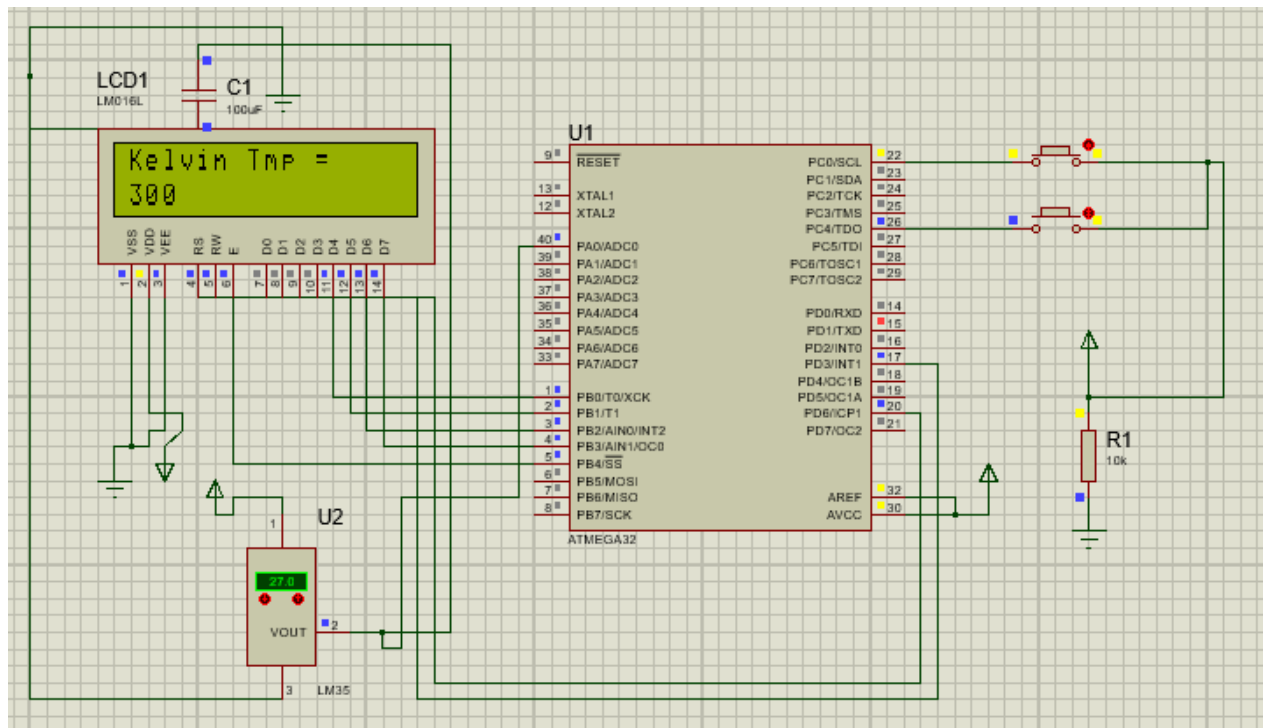 LCD1
LM016L
C1
100uF
Kelvin Tmp =
300
VSS
VDD
VEE
RS
RW
E
D0
D1
D2
D3
D4
D5
D6
D7
1
2
3
4
5
6
7
8
9
10
11
12
13
14
U1
9
RESET
13
XTAL1
12
XTAL2
40
PA0/ADC0
39
PA1/ADC1
38
PA2/ADC2
37
PA3/ADC3
36
PA4/ADC4
35
PA5/ADC5
34
PA6/ADC6
33
PA7/ADC7
1
PB0/T0/XCK
2
PB1/T1
3
PB2/AIN0/INT2
4
PB3/AIN1/OC0
5
PB4/SS
6
PB5/MOSI
7
PB6/MISO
8
PB7/SCK
PC0/SCL
22
PC1/SDA
23
PC2/TCK
24
PC3/TMS
25
PC4/TDO
26
PC5/TDI
27
PC6/TOSC1
28
PC7/TOSC2
29
PD0/RXD
14
PD1/TXD
15
PD2/INT0
16
PD3/INT1
17
PD4/OC1B
18
PD5/OC1A
19
PD6/ICP1
20
PD7/OC2
21
AREF
32
AVCC
30
ATMEGA32
R1
10k
U2
1
27.0
VOUT
2
3
LM35